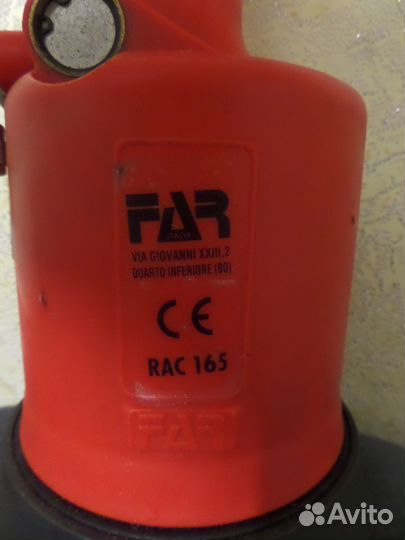 FAR
ITALIA
VIA GIOVANNI XXIII,2
QUARTO INFERIORE (BO)
CE
RAC 165
FAR
Avito